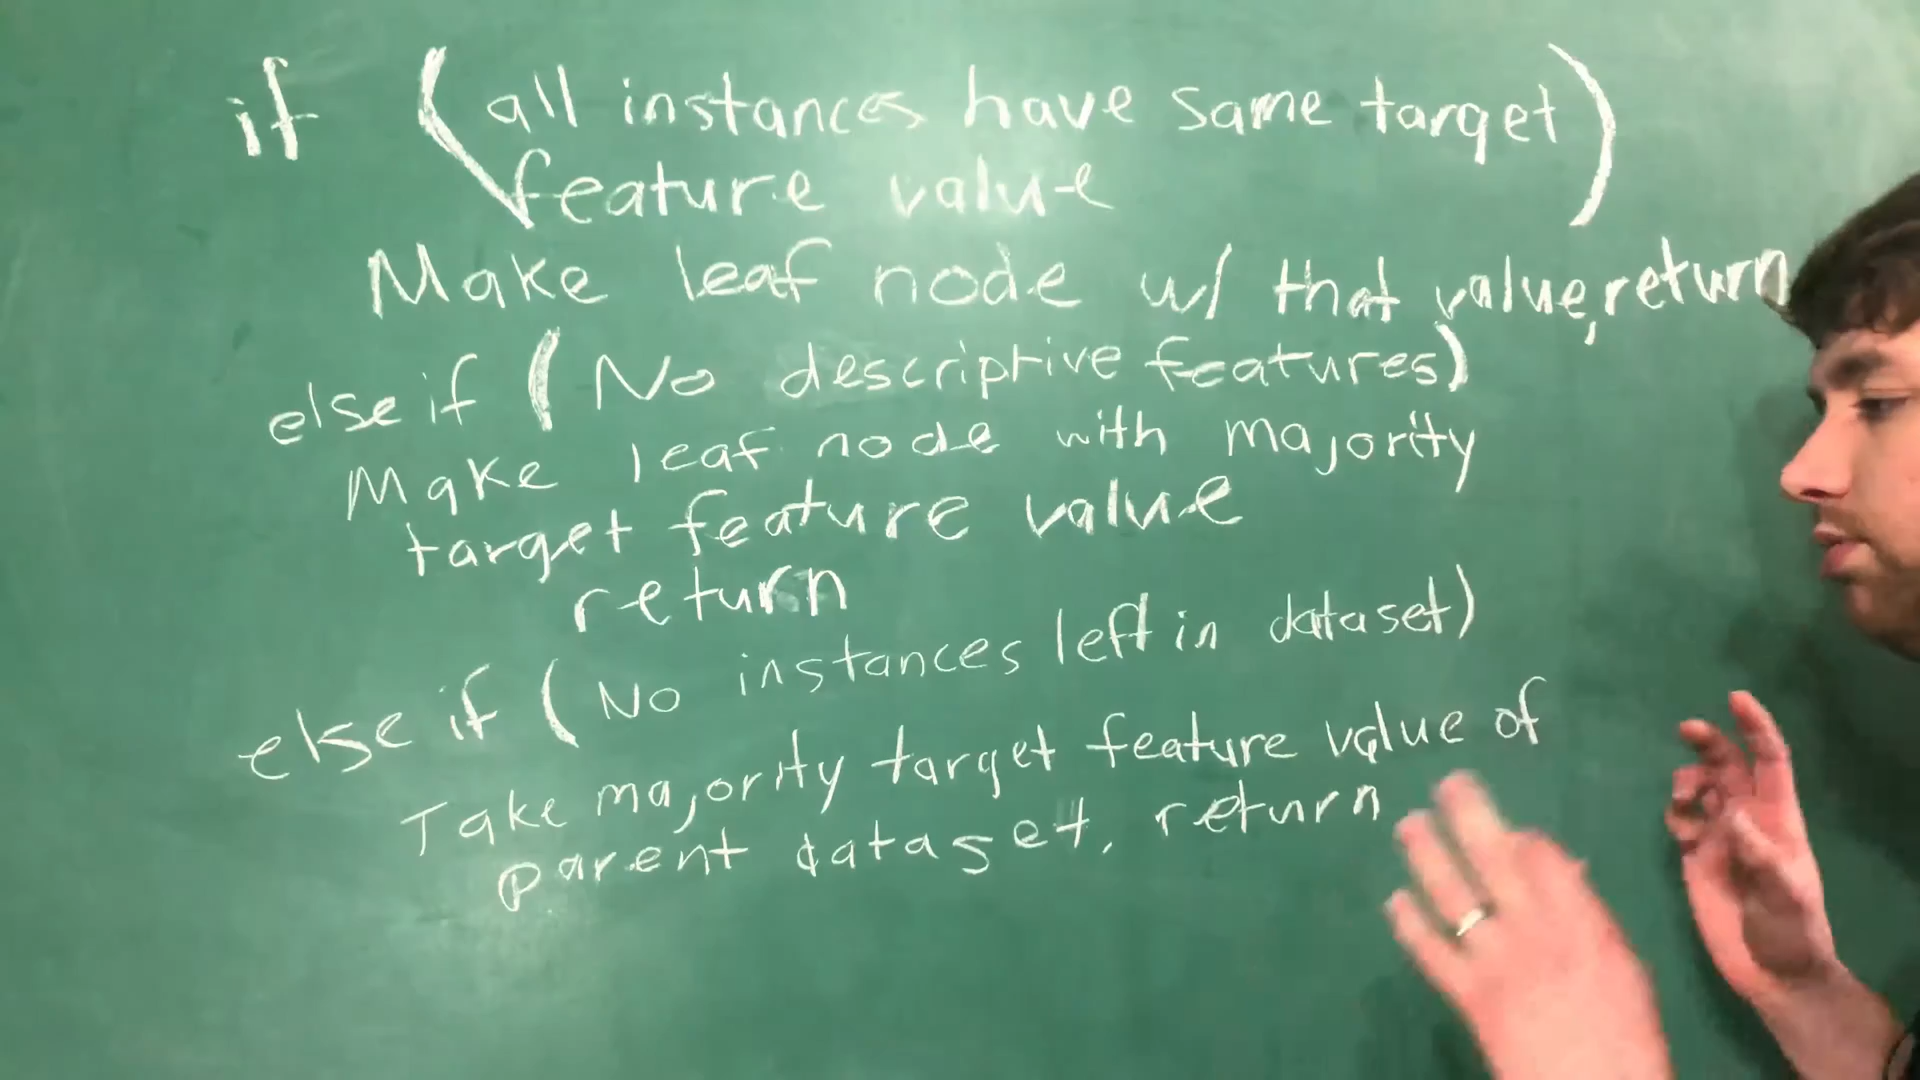 if (all instances have same target)
feature value
Make leaf node w/ that value, return
else if (No descriptive features)
Make leaf node with majority
target feature value
return
else if (No instances left in dataset)
Take majority target feature value of
parent dataset, return